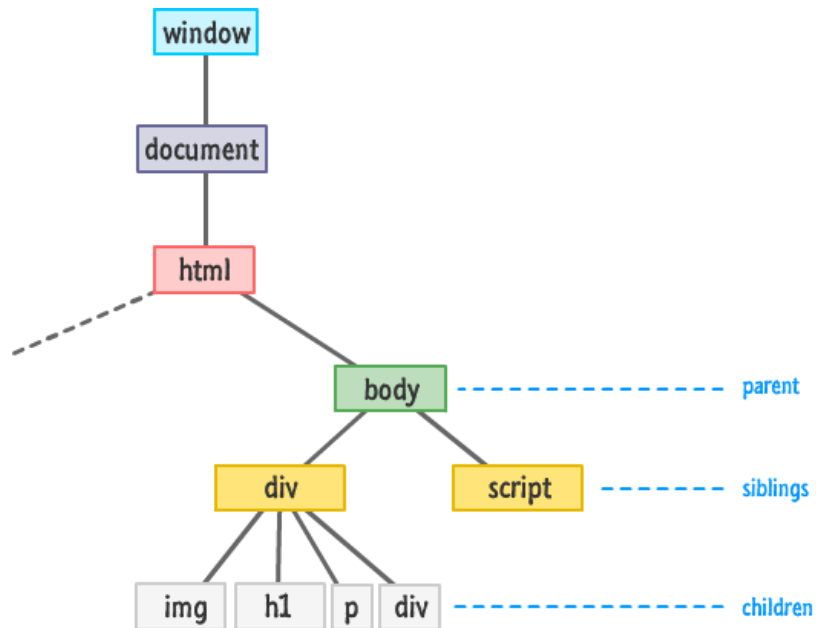 window
document
html
body
parent
div
script
siblings
img
h1
p
div
children